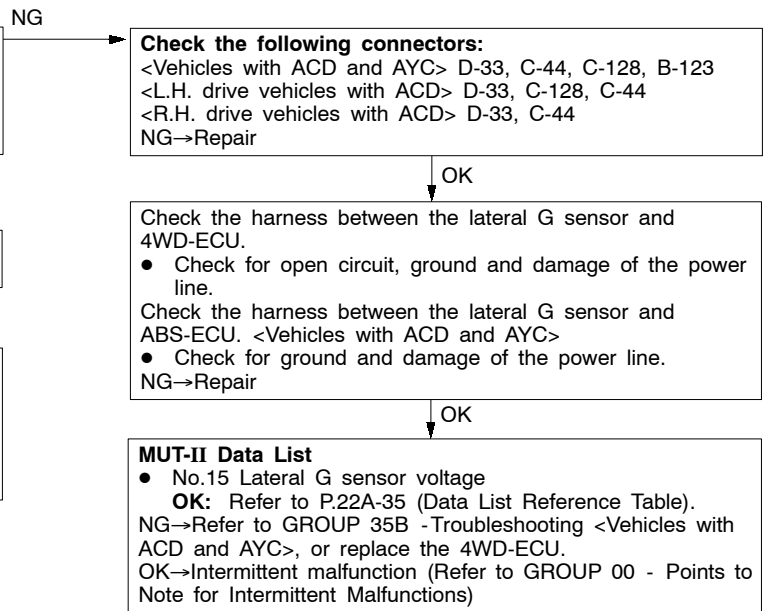 NG
Check the following connectors:
<Vehicles with ACD and AYC> D-33, C-44, C-128, B-123
<L.H. drive vehicles with ACD> D-33, C-128, C-44
<R.H. drive vehicles with ACD> D-33, C-44
NG→Repair
OK
Check the harness between the lateral G sensor and
4WD-ECU.
● Check for open circuit, ground and damage of the power
line.
Check the harness between the lateral G sensor and
ABS-ECU. <Vehicles with ACD and AYC>
● Check for ground and damage of the power line.
NG→Repair
OK
MUT-II Data List
● No.15 Lateral G sensor voltage
OK: Refer to P.22A-35 (Data List Reference Table).
NG→Refer to GROUP 35B -Troubleshooting <Vehicles with
ACD and AYC>, or replace the 4WD-ECU.
OK→Intermittent malfunction (Refer to GROUP 00 - Points to
Note for Intermittent Malfunctions)